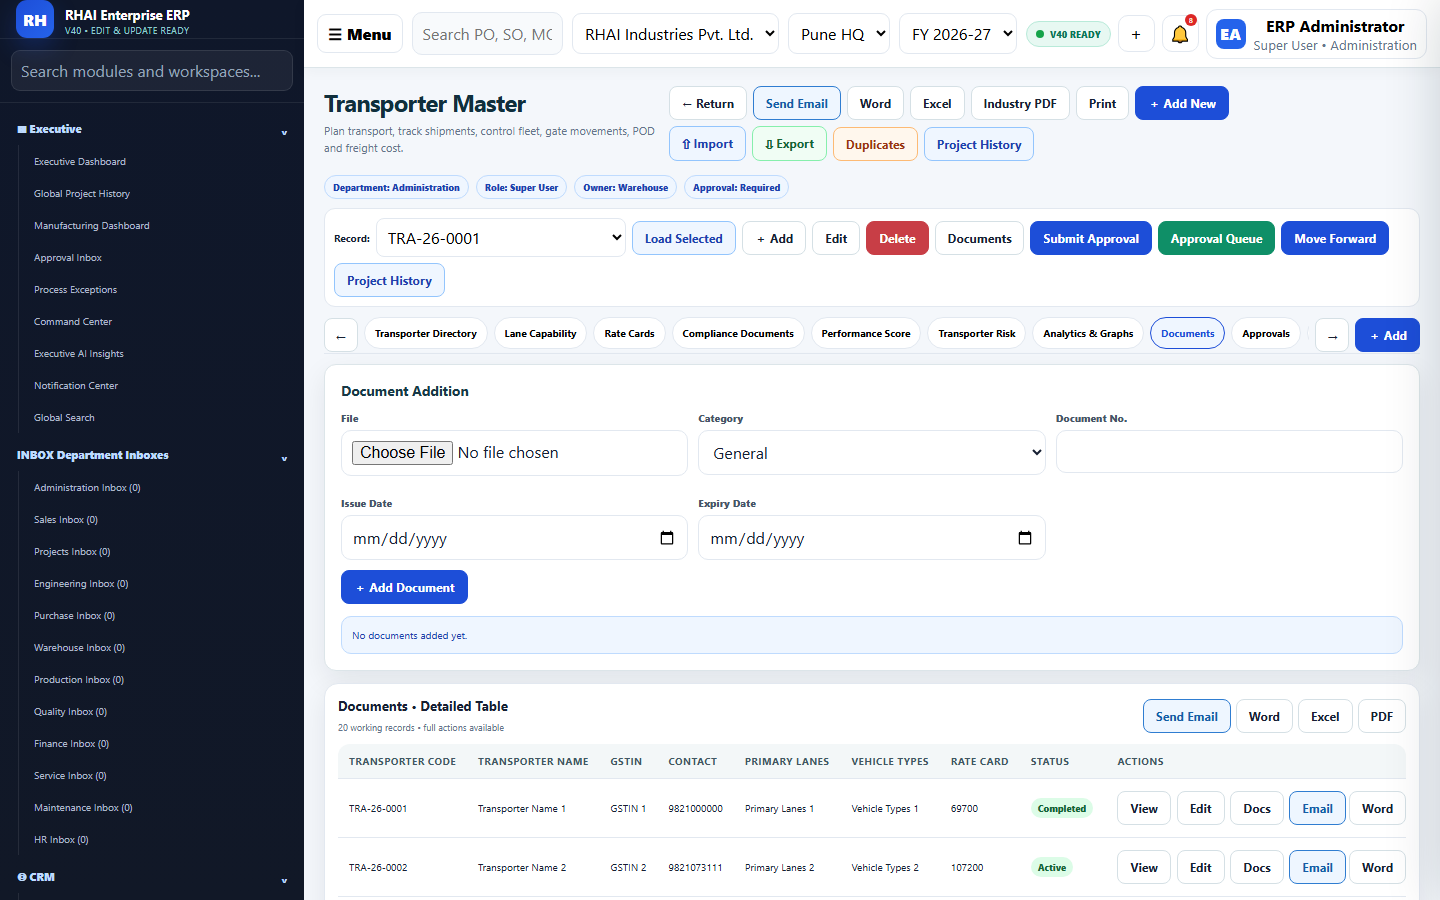 RH
RHAI Enterprise ERP
V40 • EDIT & UPDATE READY
Search modules and workspaces...
Executive
Executive Dashboard
Global Project History
Manufacturing Dashboard
Approval Inbox
Process Exceptions
Command Center
Executive AI Insights
Notification Center
Global Search
INBOX Department Inboxes
Administration Inbox (0)
Sales Inbox (0)
Projects Inbox (0)
Engineering Inbox (0)
Purchase Inbox (0)
Warehouse Inbox (0)
Production Inbox (0)
Quality Inbox (0)
Finance Inbox (0)
Service Inbox (0)
Maintenance Inbox (0)
HR Inbox (0)
CRM
☰ Menu
Search PO, SO, MO
RHAI Industries Pvt. Ltd.
Pune HQ
FY 2026-27
V40 READY
+
8
EA
ERP Administrator
Super User • Administration
Transporter Master
Plan transport, track shipments, control fleet, gate movements, POD
and freight cost.
← Return
Send Email
Word
Excel
Industry PDF
Print
+ Add New
⇧ Import
⇩ Export
Duplicates
Project History
Department: Administration
Role: Super User
Owner: Warehouse
Approval: Required
Record:
TRA-26-0001
Load Selected
+ Add
Edit
Delete
Documents
Submit Approval
Approval Queue
Move Forward
Project History
←
Transporter Directory
Lane Capability
Rate Cards
Compliance Documents
Performance Score
Transporter Risk
Analytics & Graphs
Documents
Approvals
→
+ Add
Document Addition
File
Category
Document No.
Choose File No file chosen
General
Issue Date
Expiry Date
mm/dd/yyyy
mm/dd/yyyy
+ Add Document
No documents added yet.
Documents • Detailed Table
20 working records • full actions available
Send Email
Word
Excel
PDF
TRANSPORTER CODE TRANSPORTER NAME GSTIN CONTACT PRIMARY LANES VEHICLE TYPES RATE CARD STATUS ACTIONS
TRA-26-0001 Transporter Name 1 GSTIN 1 9821000000 Primary Lanes 1 Vehicle Types 1 69700 Completed View Edit Docs Email Word
TRA-26-0002 Transporter Name 2 GSTIN 2 9821073111 Primary Lanes 2 Vehicle Types 2 107200 Active View Edit Docs Email Word